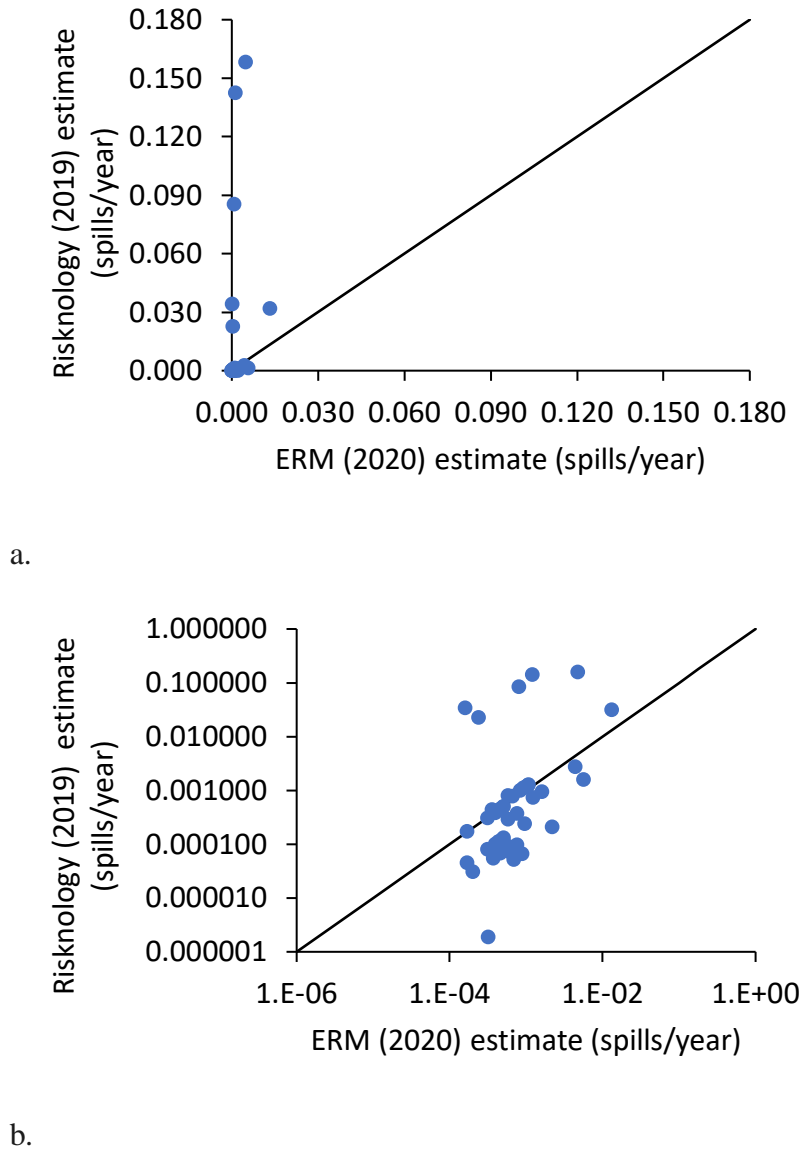 Risknology (2019) estimate
(spills/year)
0.180
0.150
0.120
0.090
0.060
0.030
0.000
0.000 0.030 0.060 0.090 0.120 0.150 0.180
ERM (2020) estimate (spills/year)
a.
Risknology (2019) estimate
(spills/year)
1.000000
0.100000
0.010000
0.001000
0.000100
0.000010
0.000001
1.E-06 1.E-04 1.E-02 1.E+00
ERM (2020) estimate (spills/year)
b.